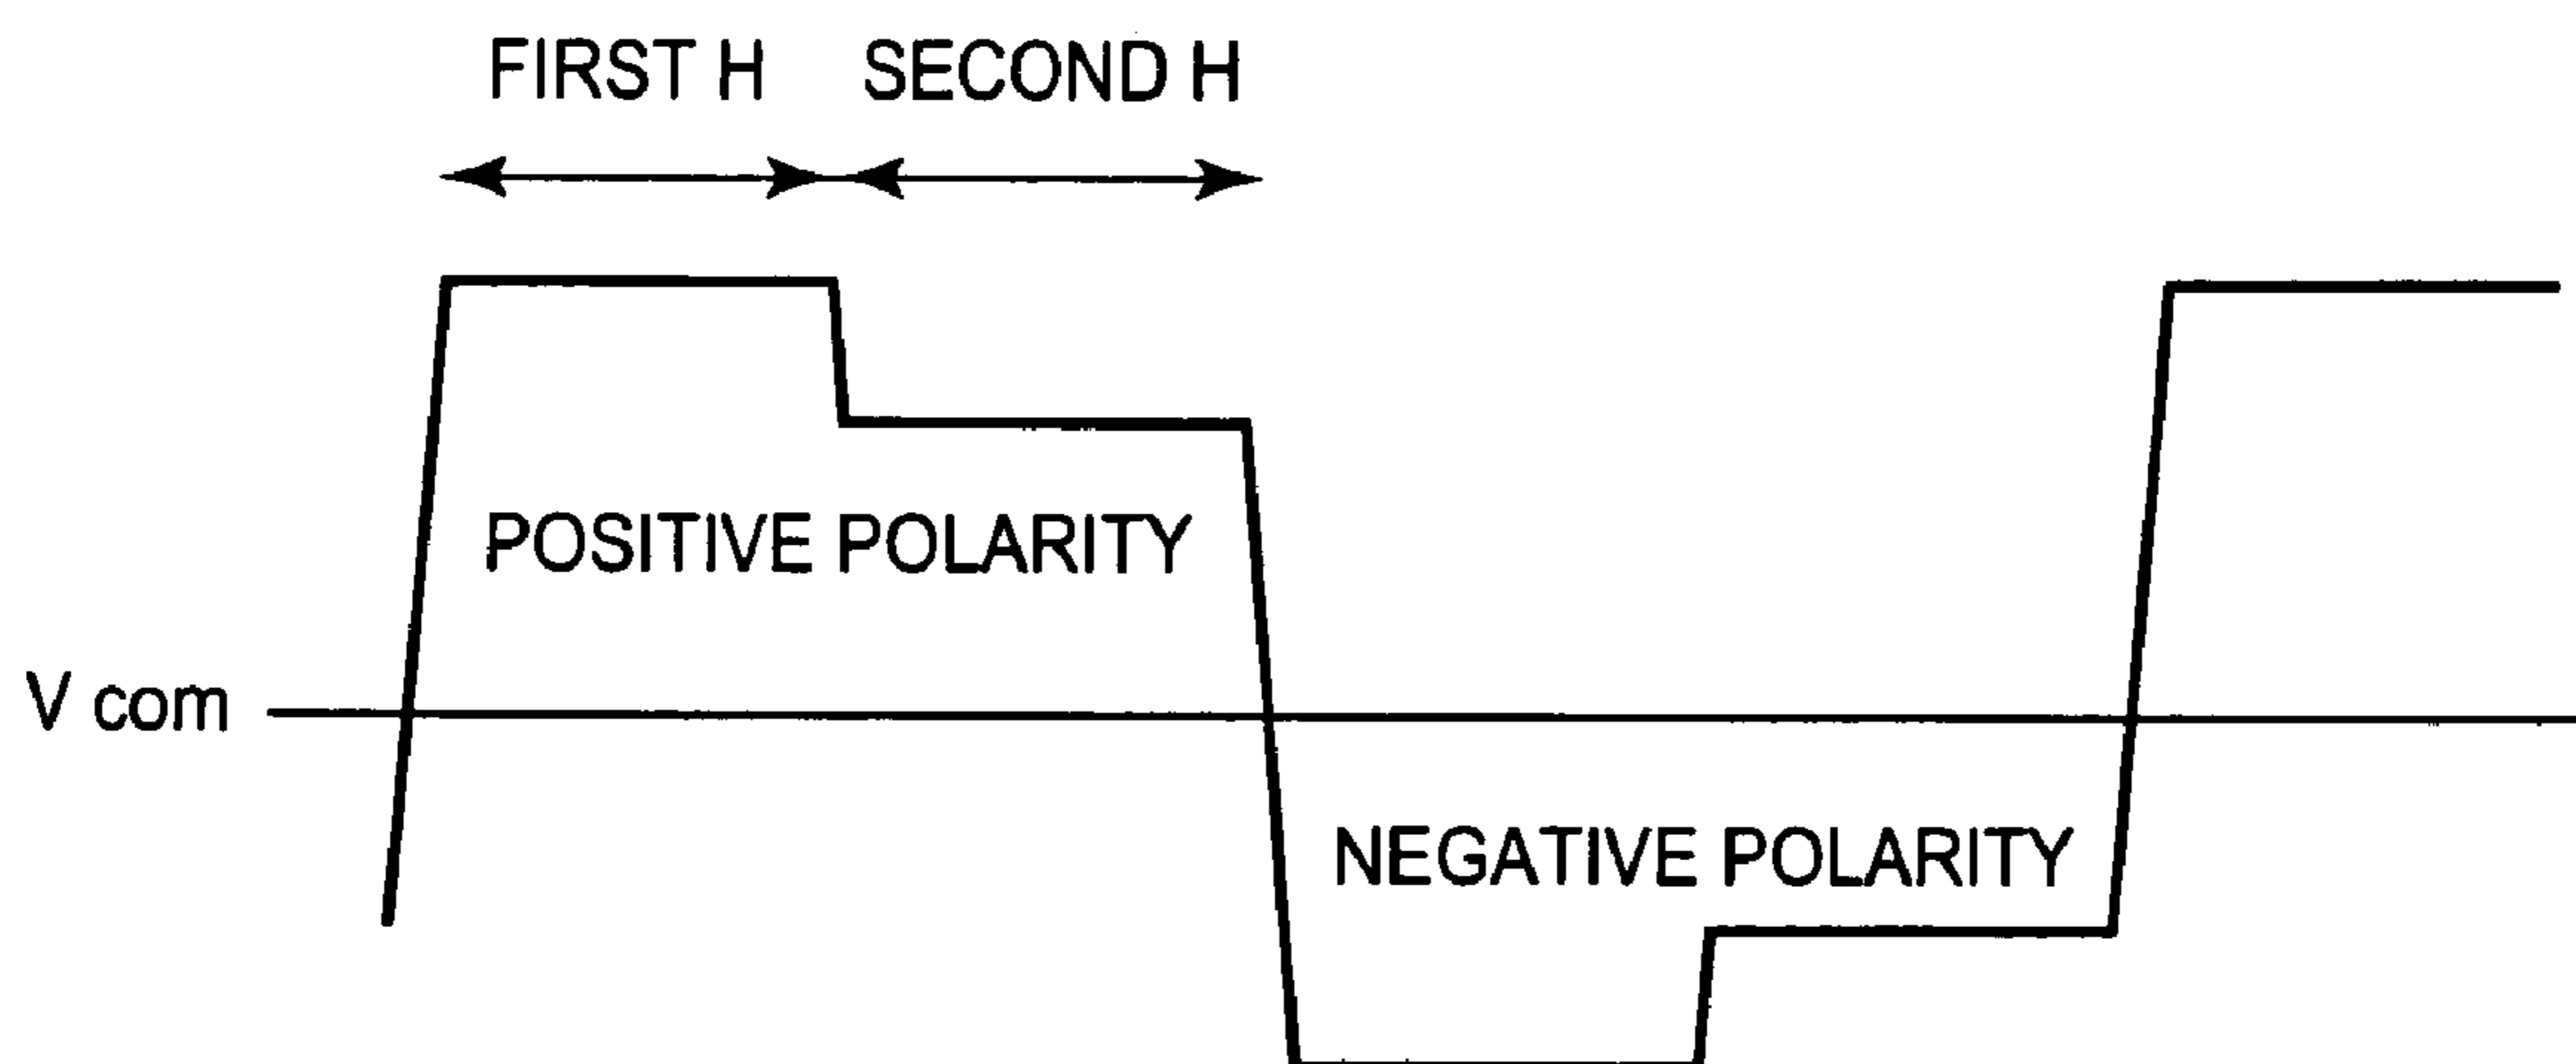 FIRST H SECOND H
POSITIVE POLARITY
V com
NEGATIVE POLARITY